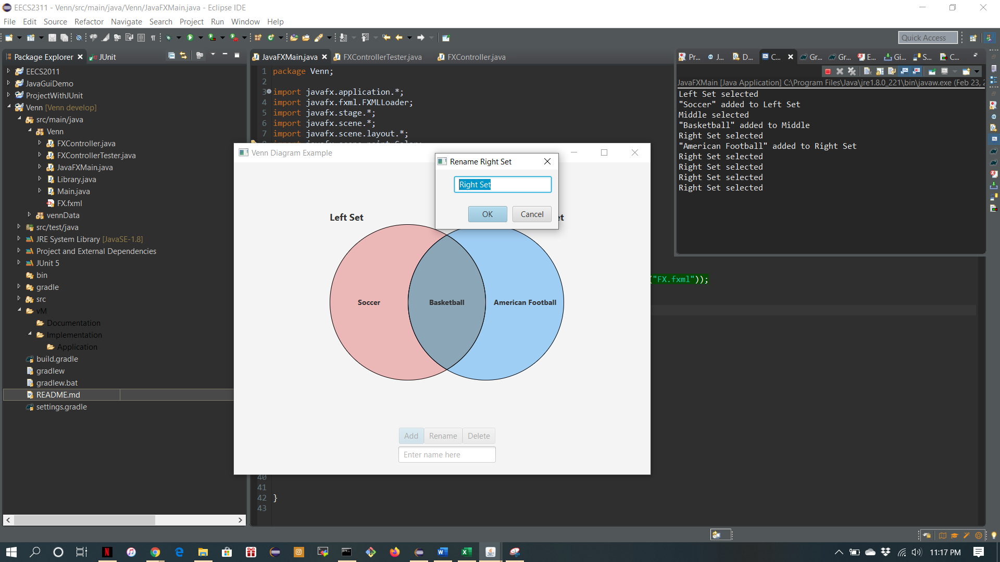 EECS2311 - Venn/src/main/java/Venn/JavaFXMain.java - Eclipse IDE
File Edit Source Refactor Navigate Search Project Run Window Help
Quick Access
Package Explorer JUnit
EECS2011
JavaGuiDemo
ProjectWithJUnit
Venn [Venn develop]
src/main/java
Venn
FXController.java
FXControllerTester.java
JavaFXMain.java
Library.java
Main.java
FX.fxml
vennData
src/test/java
JRE System Library [JavaSE-1.8]
Project and External Dependencies
JUnit 5
bin
gradle
src
vM
Documentation
Implementation
Application
build.gradle
gradlew
gradlew.bat
README.md
settings.gradle
JavaFXMain.java FXControllerTester.java FXController.java
1 package Venn;
2
3 import javafx.application.*;
4 import javafx.fxml.FXMLLoader;
5 import javafx.stage.*;
6 import javafx.scene.*;
7 import javafx.scene.layout.*;
("FX.fxml"));
40
41
42 }
43
Venn Diagram Example
Rename Right Set
Right Set
OK Cancel
Left Set
et
Soccer Basketball American Football
Add Rename Delete
Enter name here
Pr... J... D... C... Gr... Gr... E... Gi... S... C...
JavaFXMain [Java Application] C:\Program Files\Java\jre1.8.0_221\bin\javaw.exe (Feb 23, 2
Left Set selected
"Soccer" added to Left Set
Middle selected
"Basketball" added to Middle
Right Set selected
"American Football" added to Right Set
Right Set selected
Right Set selected
Right Set selected
Right Set selected
11:17 PM